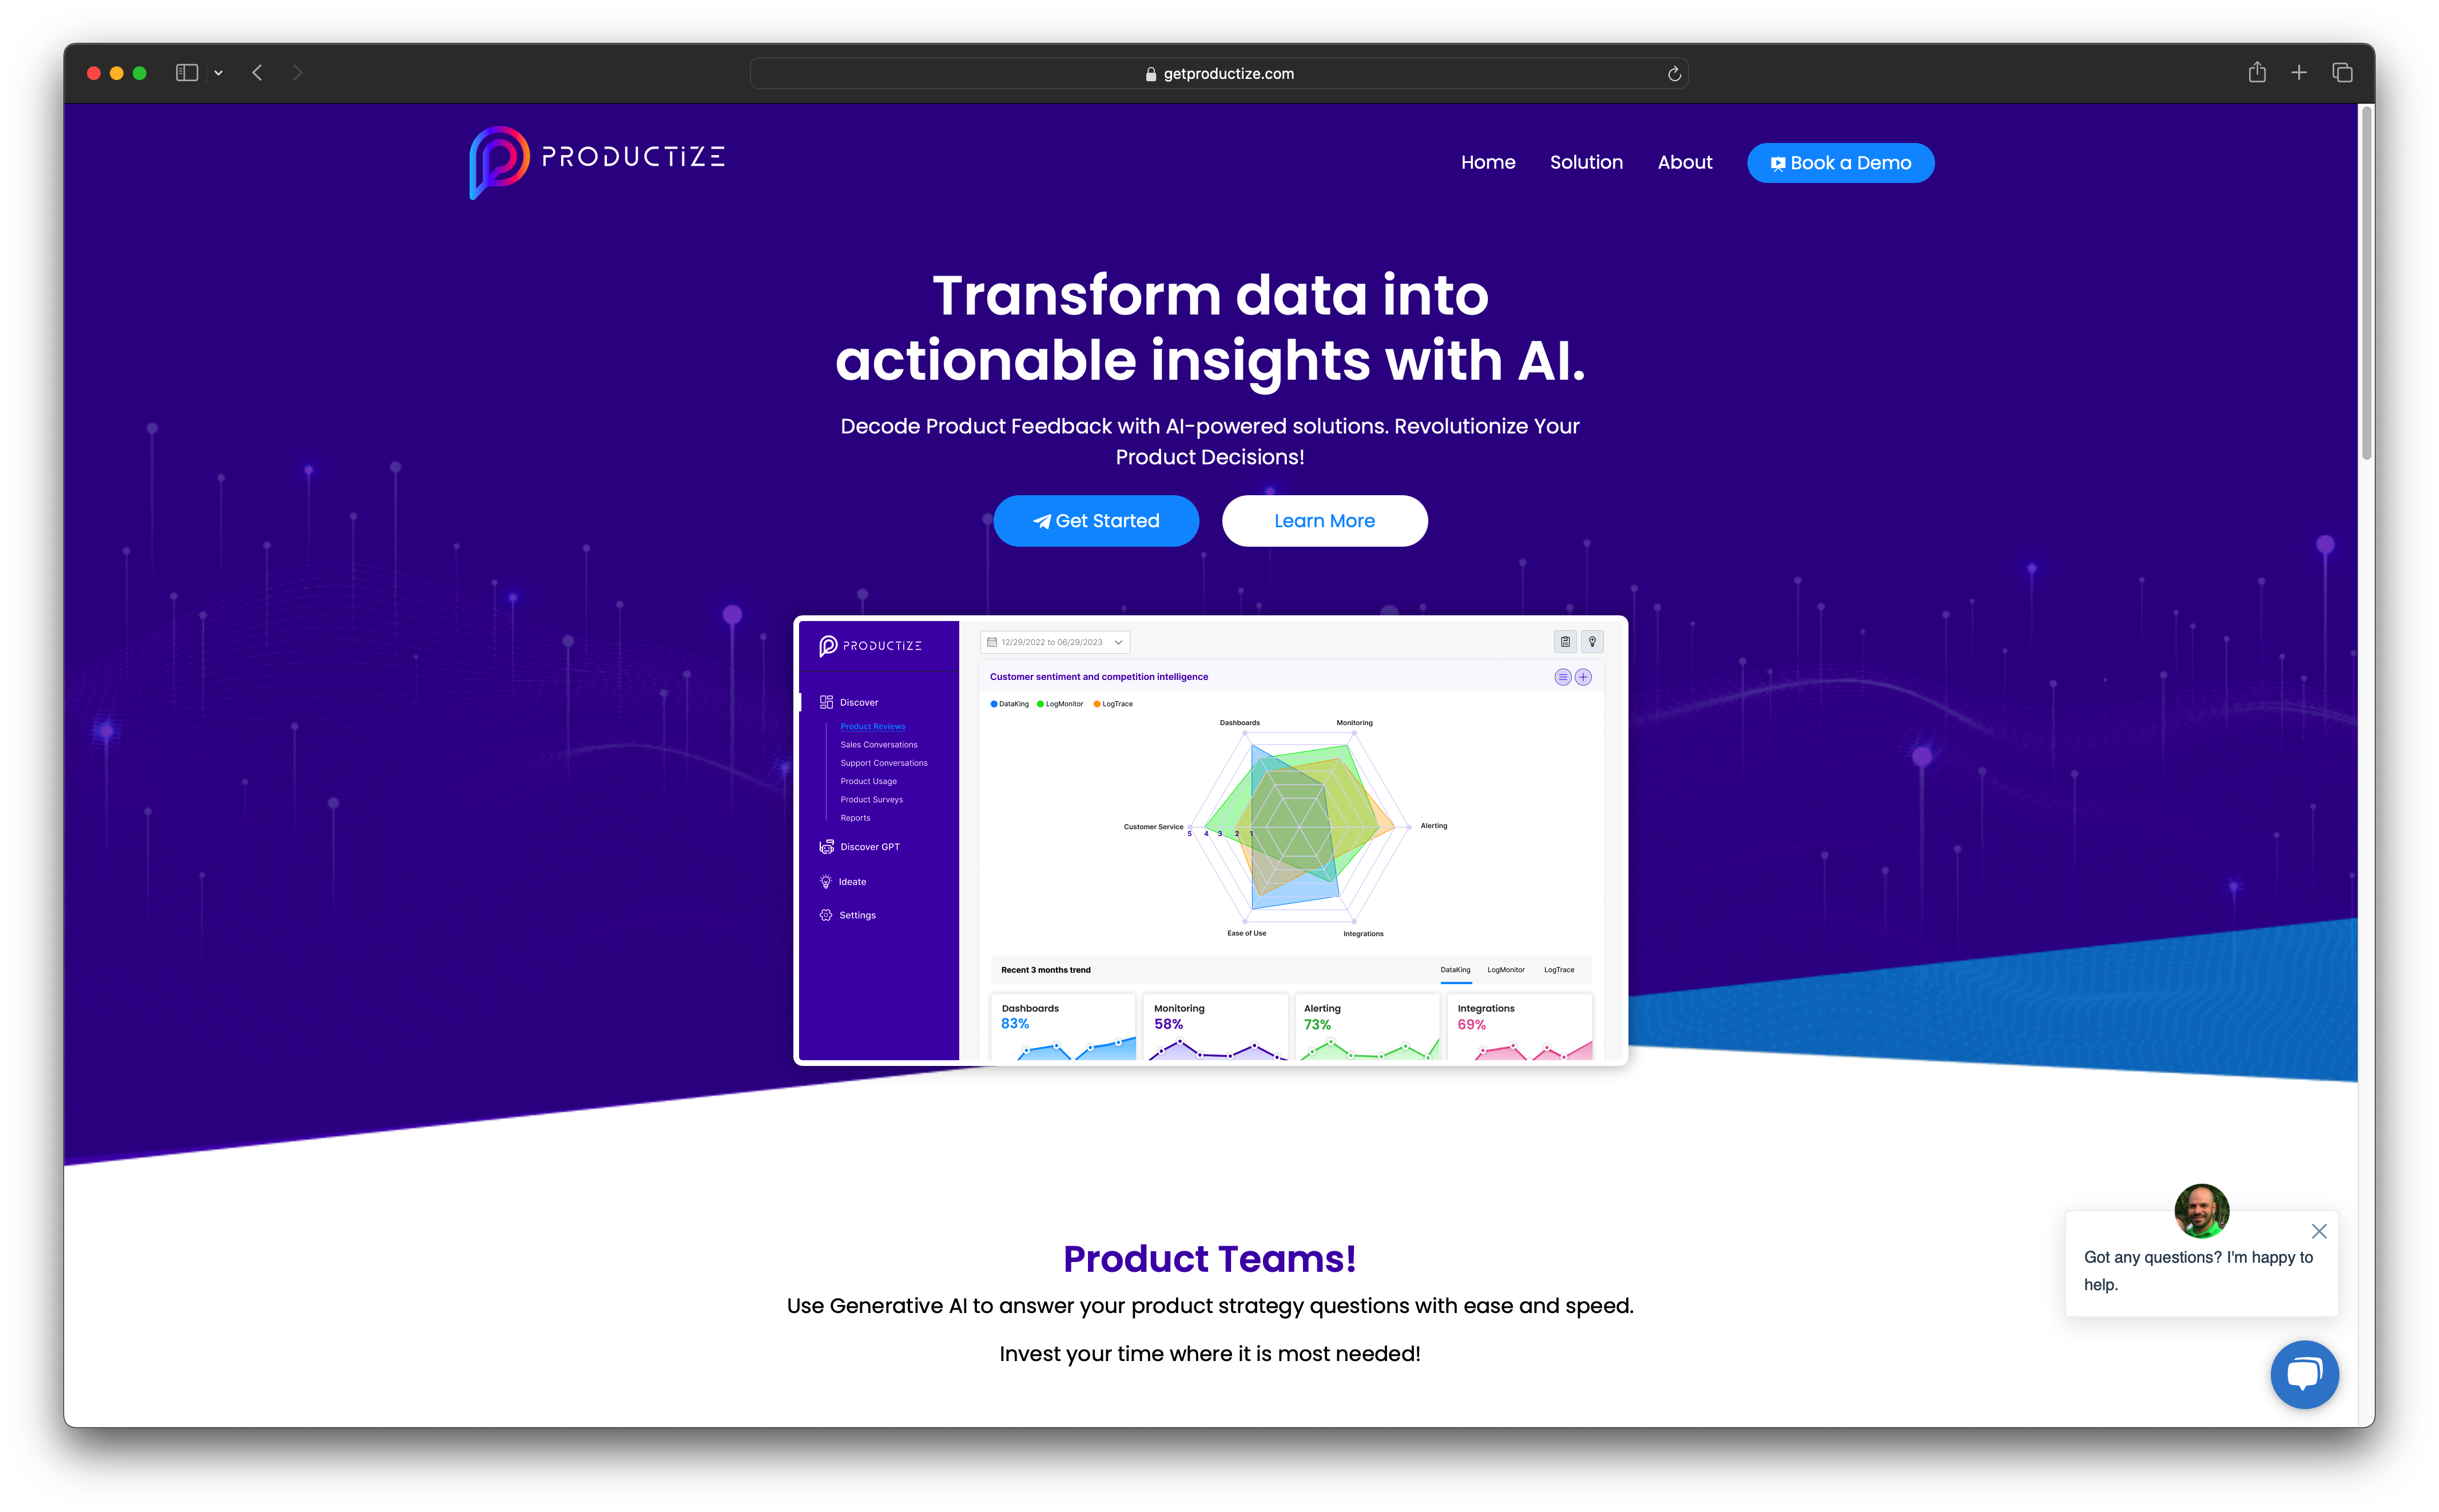 getproductize.com
PRODUCTIZE
Home Solution About Book a Demo
Transform data into
actionable insights with AI.
Decode Product Feedback with AI-powered solutions. Revolutionize Your
Product Decisions!
Get Started Learn More
PRODUCTIZE
Discover
Product Reviews
Sales Conversations
Support Conversations
Product Usage
Product Surveys
Reports
Discover GPT
Ideate
Settings
12/29/2022 to 06/29/2023
Customer sentiment and competition intelligence
DataKing LogMonitor LogTrace
Dashboards Monitoring
Customer Service 5 4 3 2 1 Alerting
Ease of Use Integrations
Recent 3 months trend DataKing LogMonitor LogTrace
Dashboards Monitoring Alerting Integrations
83% 58% 73% 69%
Product Teams!
Use Generative AI to answer your product strategy questions with ease and speed.
Invest your time where it is most needed!
Got any questions? I'm happy to
help.